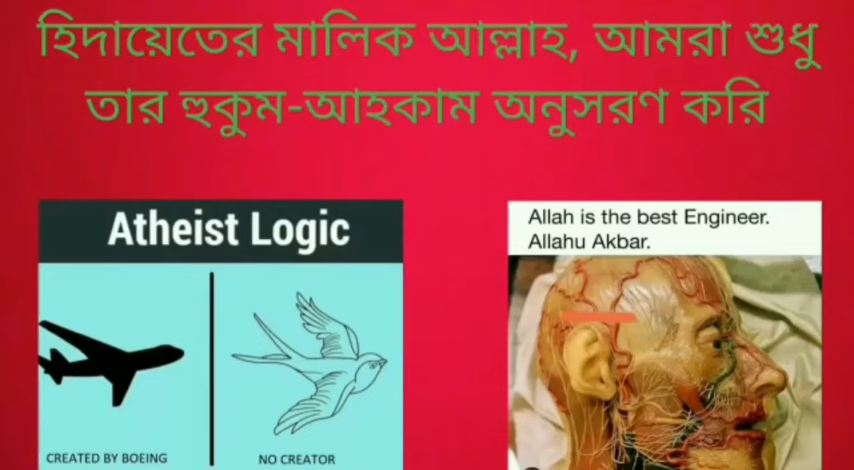 হিদায়েতের মালিক আল্লাহ, আমরা শুধু
তার হুকুম-আহকাম অনুসরণ করি
Atheist Logic
CREATED BY BOEING
NO CREATOR
Allah is the best Engineer.
Allahu Akbar.